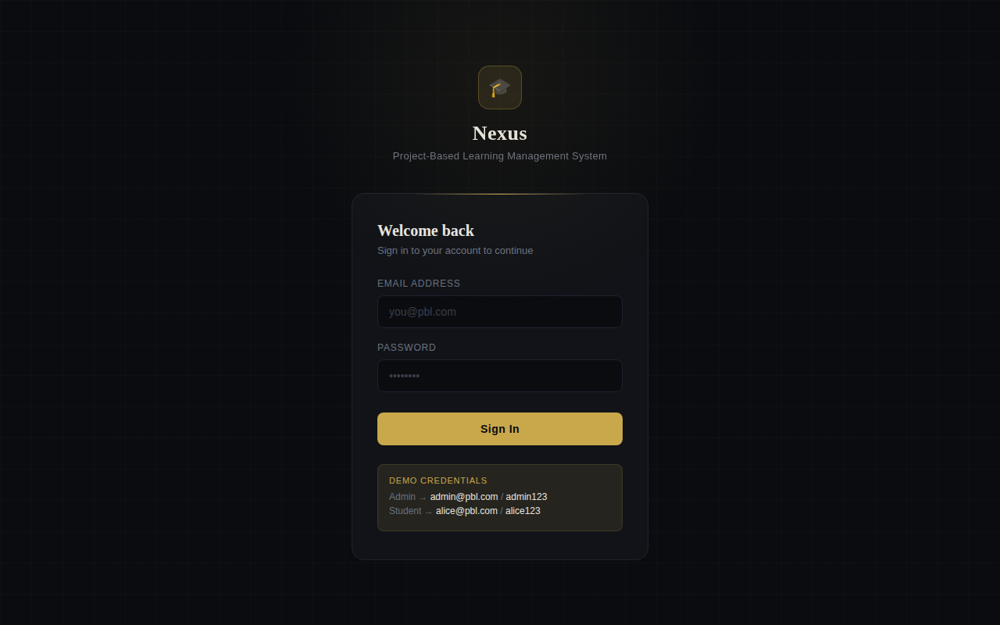 Nexus
Project-Based Learning Management System
Welcome back
Sign in to your account to continue
EMAIL ADDRESS
you@pbl.com
PASSWORD
••••••••
Sign In
DEMO CREDENTIALS
Admin → admin@pbl.com / admin123
Student → alice@pbl.com / alice123